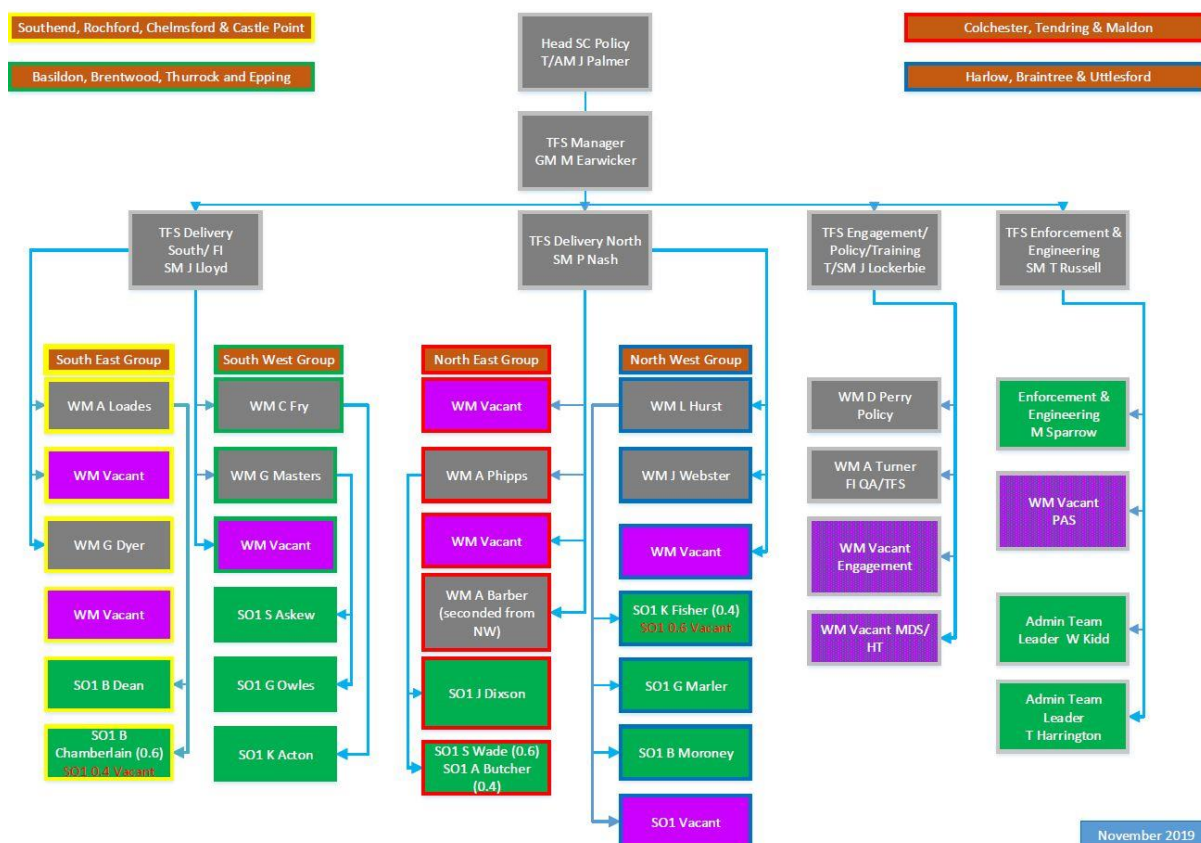 Southend, Rochford, Chelmsford & Castle Point
Basildon, Brentwood, Thurrock and Epping
Head SC Policy
T/AM J Palmer
Colchester, Tendring & Maldon
Harlow, Braintree & Uttlesford
TFS Manager
GM M Earwicker
TFS Delivery
South/ FI
SM J Lloyd
TFS Delivery North
SM P Nash
TFS Engagement/
Policy/Training
T/SM J Lockerbie
TFS Enforcement &
Engineering
SM T Russell
South East Group
WM A Loades
WM Vacant
WM G Dyer
WM Vacant
SO1 B Dean
SO1 B
Chamberlain (0.6)
SO1 0.4 Vacant
South West Group
WM C Fry
WM G Masters
WM Vacant
SO1 S Askew
SO1 G Owles
SO1 K Acton
North East Group
WM Vacant
WM A Phipps
WM Vacant
WM A Barber
(seconded from
NW)
SO1 J Dixson
SO1 S Wade (0.6)
SO1 A Butcher
(0.4)
North West Group
WM L Hurst
WM J Webster
WM Vacant
SO1 K Fisher (0.4)
SO1 0.6 Vacant
SO1 G Marler
SO1 B Moroney
SO1 Vacant
WM D Perry
Policy
WM A Turner
FI QA/TFS
WM Vacant
Engagement
WM Vacant MDS/
HT
Enforcement &
Engineering
M Sparrow
WM Vacant
PAS
Admin Team
Leader W Kidd
Admin Team
Leader
T Harrington
November 2019